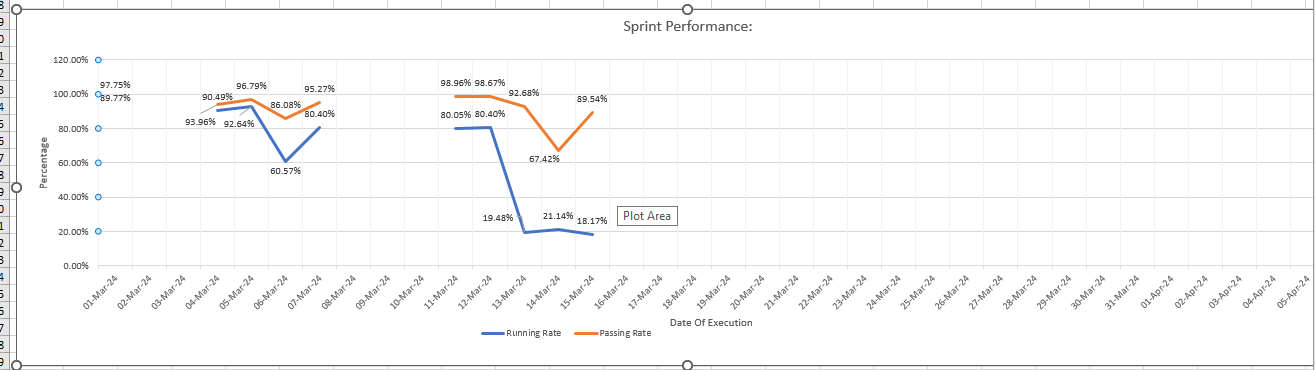 Sprint Performance:
120.00%
100.00%
80.00%
60.00%
40.00%
20.00%
0.00%
Percentage
97.75%
89.77%
90.49%
93.96%
96.79%
92.64%
86.08%
60.57%
95.27%
80.40%
98.96%
80.05%
98.67%
80.40%
92.68%
19.48%
67.42%
21.14%
89.54%
18.17%
Plot Area
01-Mar-24
02-Mar-24
03-Mar-24
04-Mar-24
05-Mar-24
06-Mar-24
07-Mar-24
08-Mar-24
09-Mar-24
10-Mar-24
11-Mar-24
12-Mar-24
13-Mar-24
14-Mar-24
15-Mar-24
16-Mar-24
17-Mar-24
18-Mar-24
19-Mar-24
20-Mar-24
21-Mar-24
22-Mar-24
23-Mar-24
24-Mar-24
25-Mar-24
26-Mar-24
27-Mar-24
28-Mar-24
29-Mar-24
30-Mar-24
31-Mar-24
01-Apr-24
02-Apr-24
03-Apr-24
04-Apr-24
05-Apr-24
Date Of Execution
Running Rate
Passing Rate